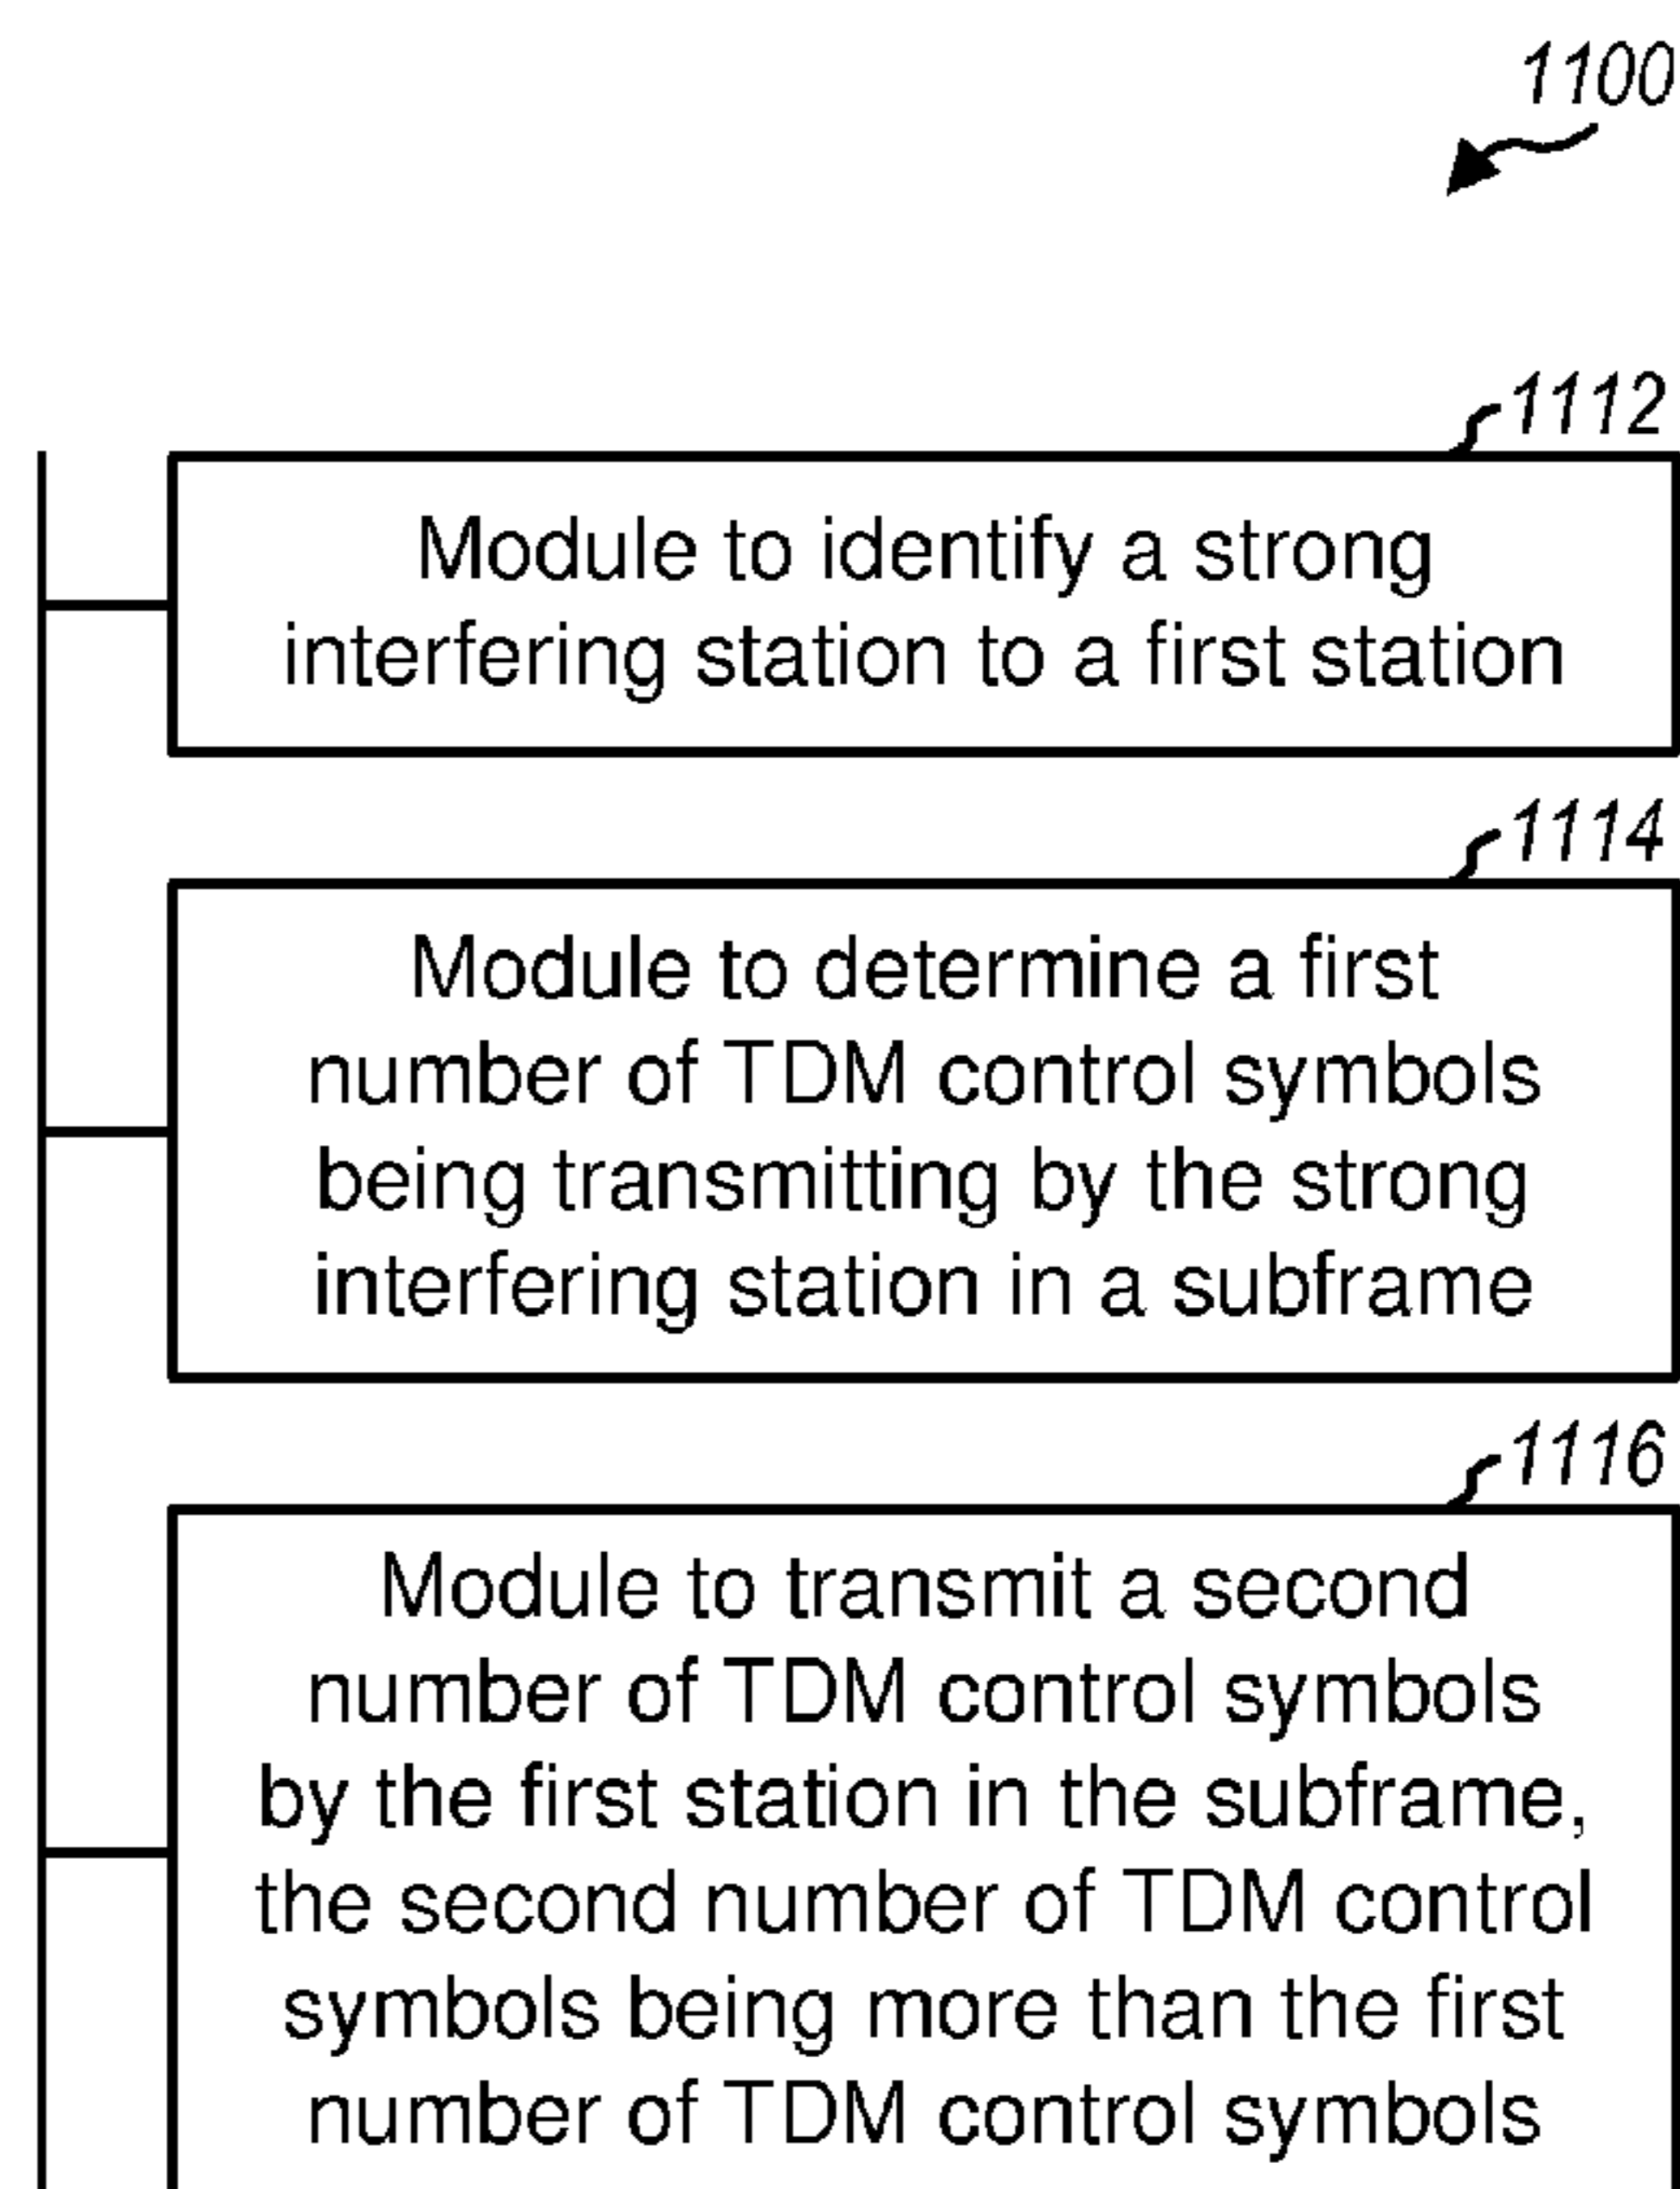 1100
1112
Module to identify a strong
interfering station to a first station
1114
Module to determine a first
number of TDM control symbols
being transmitting by the strong
interfering station in a subframe
1116
Module to transmit a second
number of TDM control symbols
by the first station in the subframe,
the second number of TDM control
symbols being more than the first
number of TDM control symbols